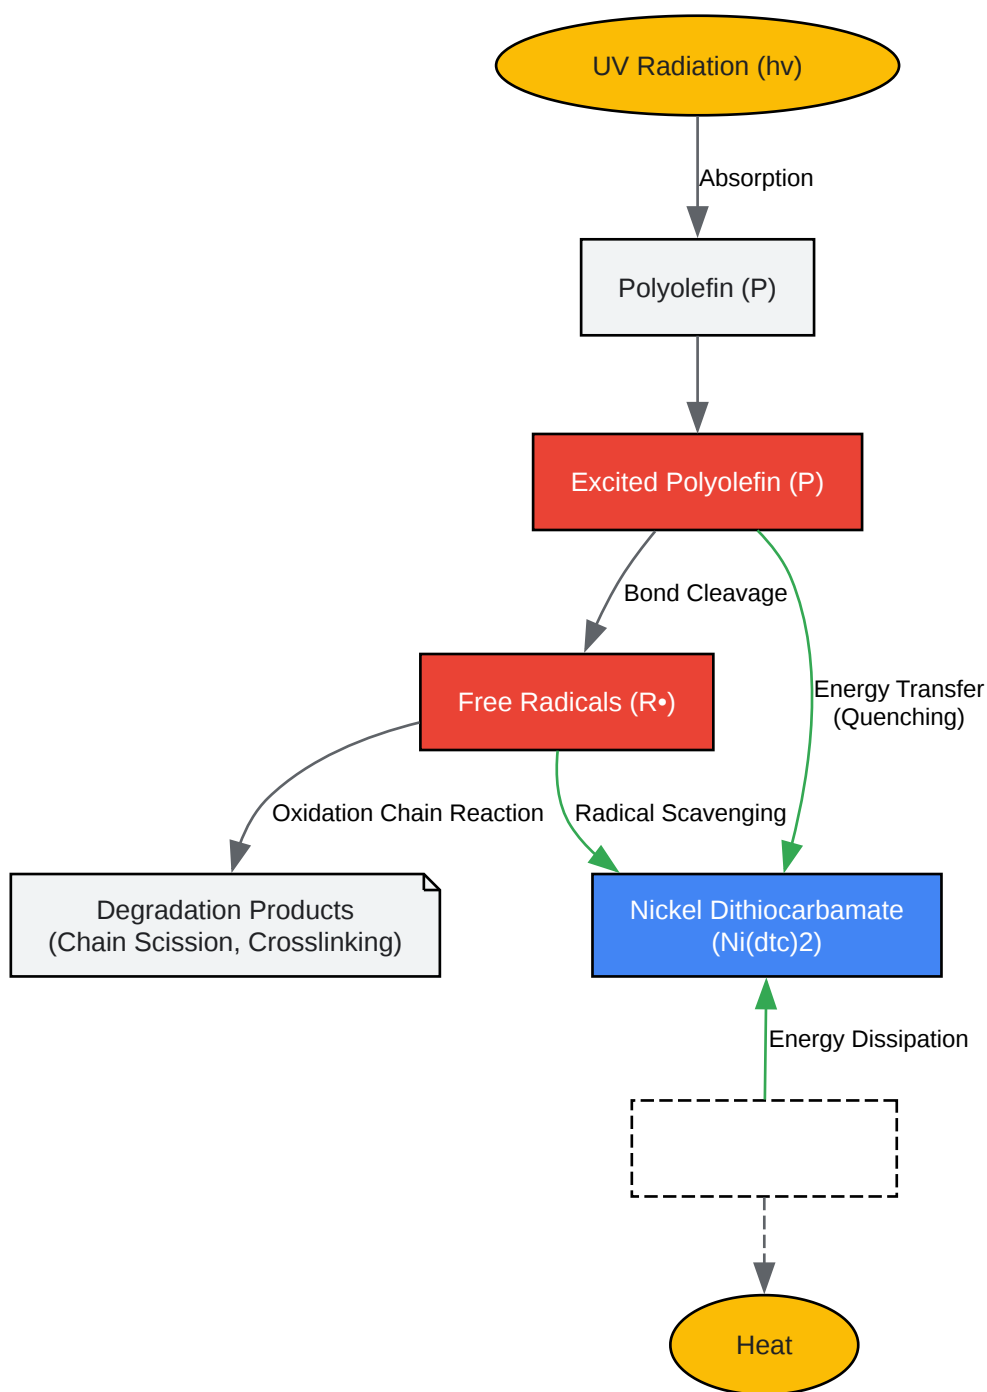 UV Radiation (hv)
Absorption
Polyolefin (P)
Excited Polyolefin (P)
Bond Cleavage
Energy Transfer
(Quenching)
Free Radicals (R•)
Oxidation Chain Reaction
Radical Scavenging
Degradation Products
(Chain Scission, Crosslinking)
Nickel Dithiocarbamate
(Ni(dtc)2)
Energy Dissipation
Heat